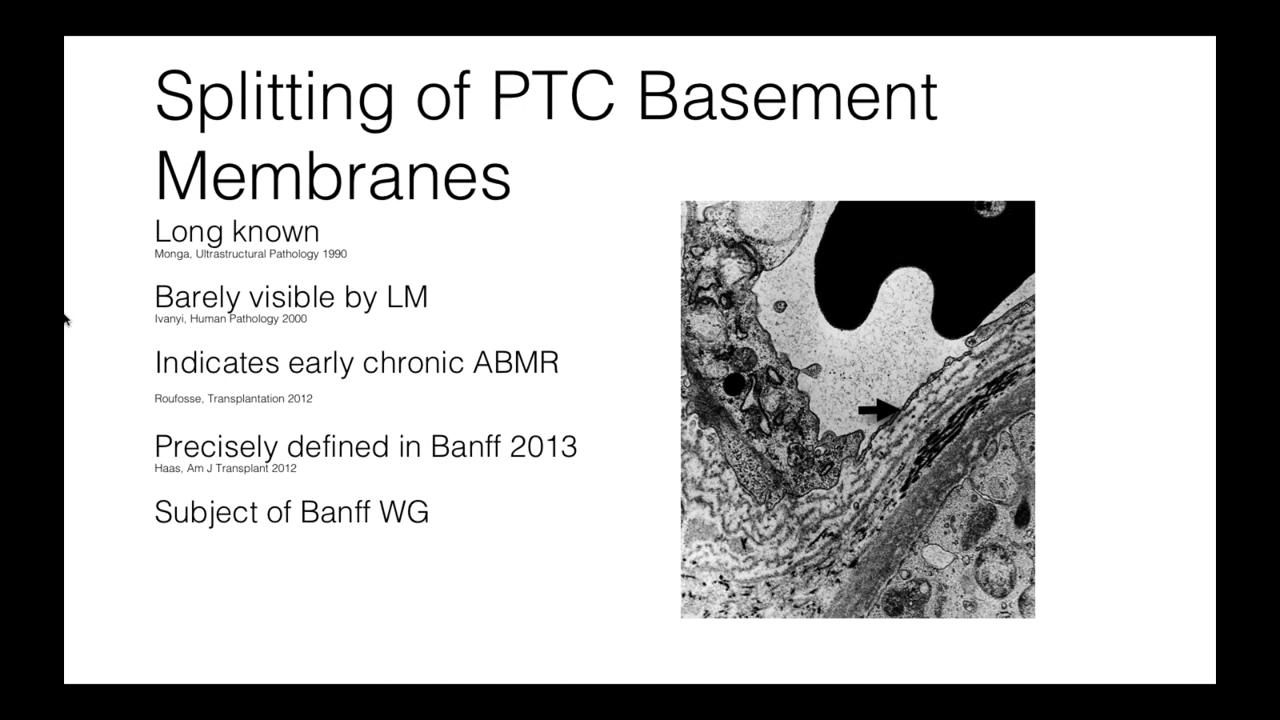 Splitting of PTC Basement
Membranes
Long known
Monga, Ultrastructural Pathology 1990
Barely visible by LM
Ivanyi, Human Pathology 2000
Indicates early chronic ABMR
Roufosse, Transplantation 2012
Precisely defined in Banff 2013
Haas, Am J Transplant 2012
Subject of Banff WG